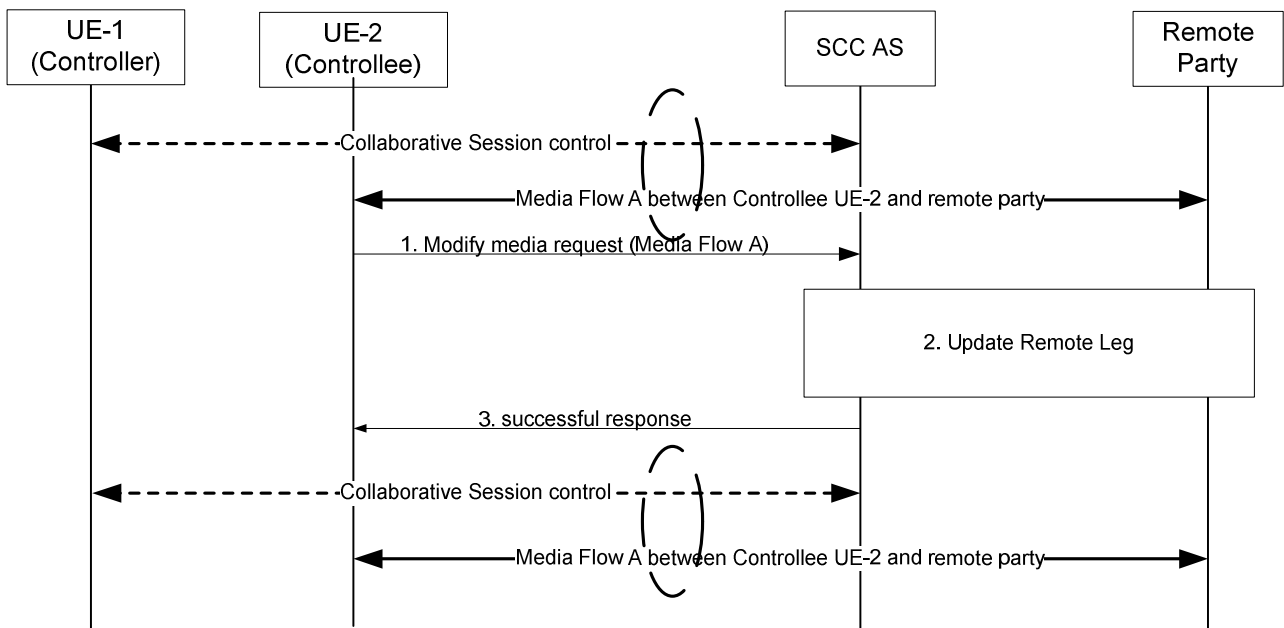 UE-1
(Controller)
UE-2
(Controllee)
SCC AS
Remote
Party
Collaborative Session control
Media Flow A between Controllee UE-2 and remote party
1. Modify media request (Media Flow A)
2. Update Remote Leg
3. successful response
Collaborative Session control
Media Flow A between Controllee UE-2 and remote party